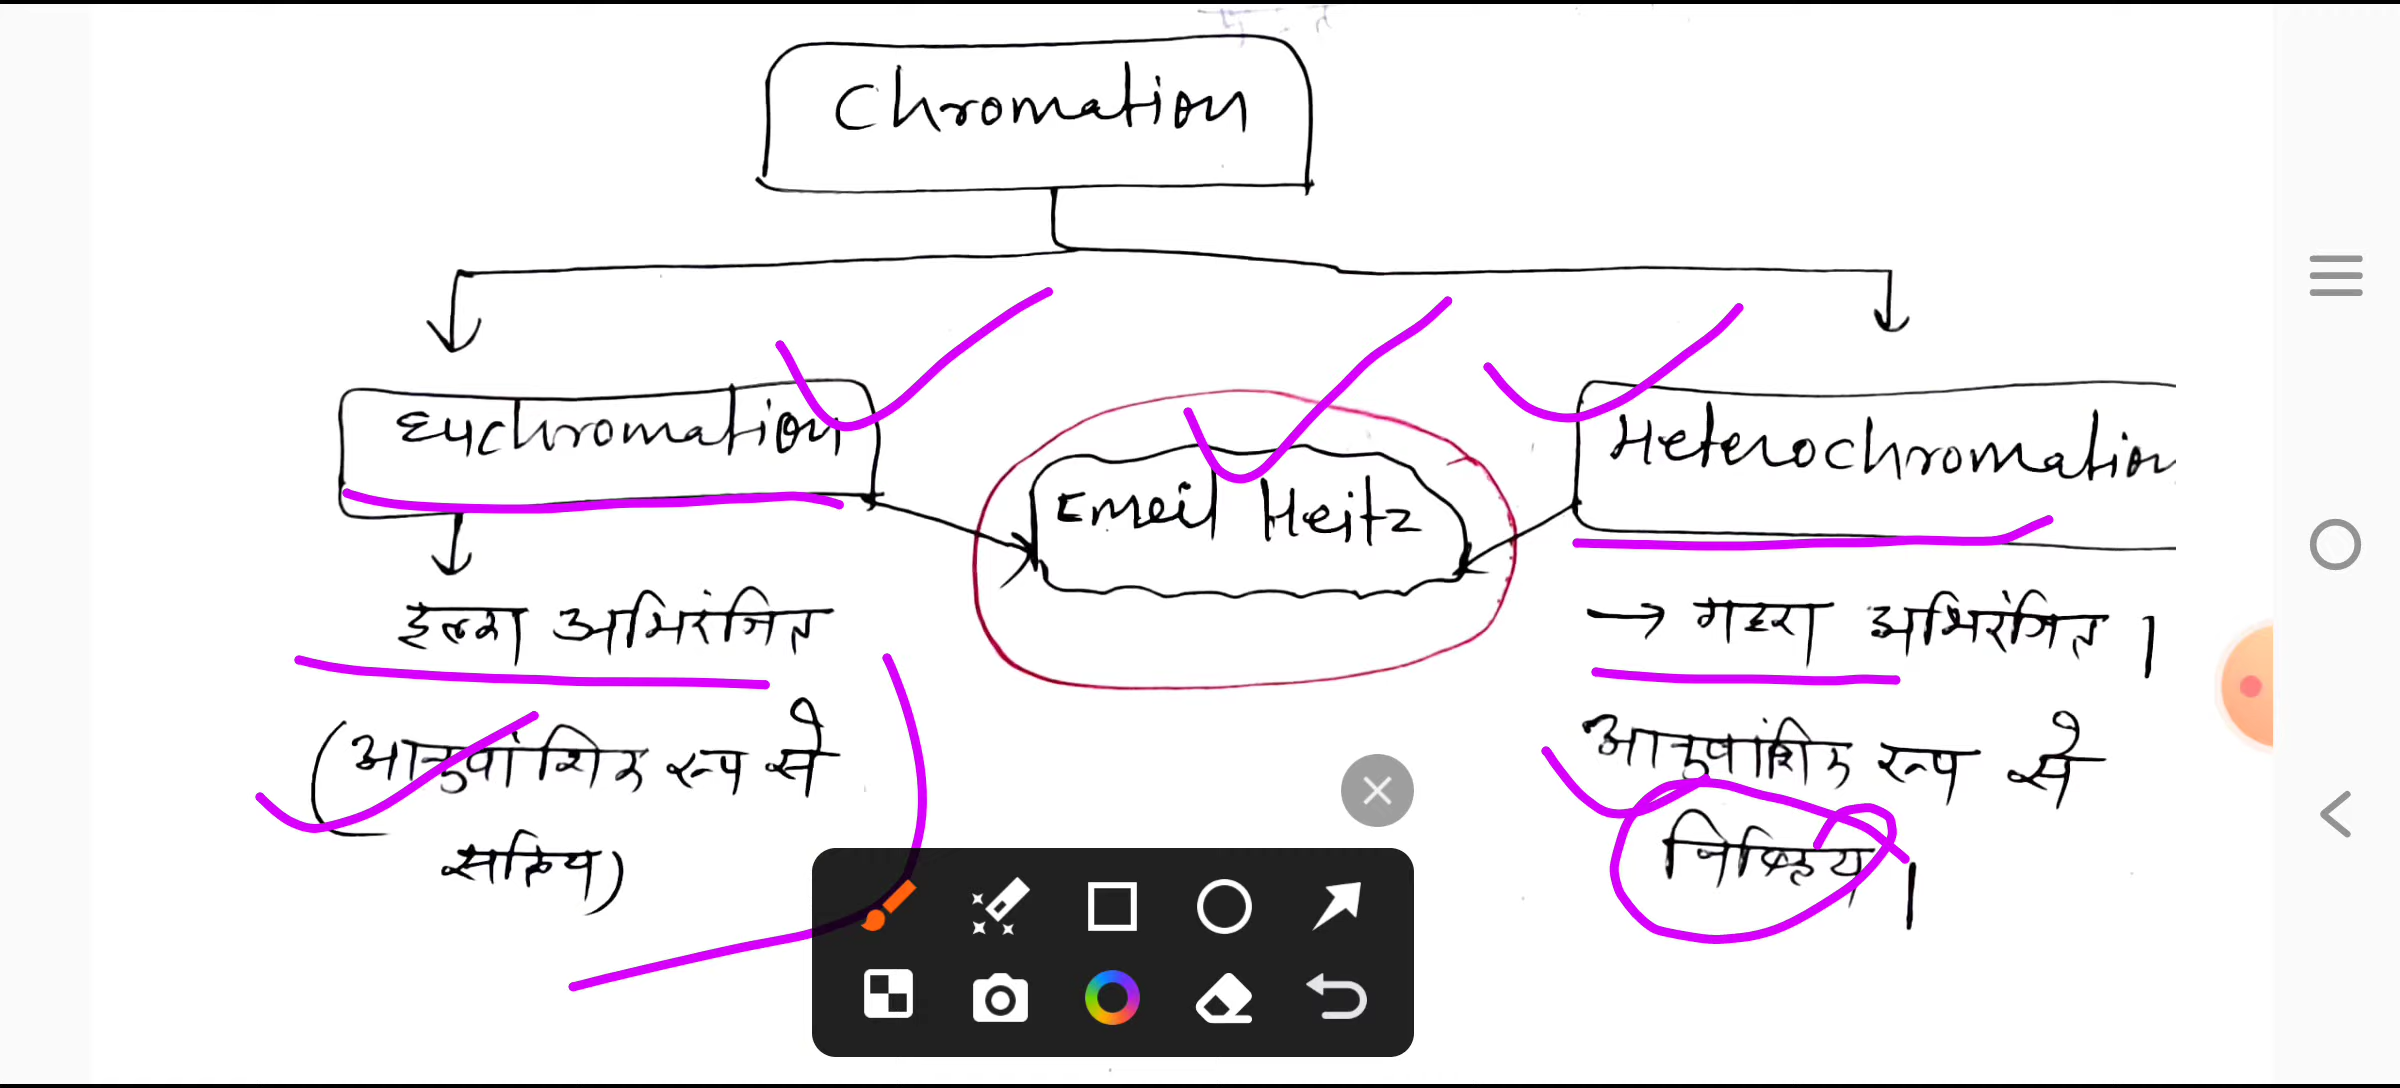 Chromation
Euchromation
Emeil Heitz
Heterochromation
हल्का अभिरंजित
(आनुवांशिक रूप से
सक्रिय)
→ गहरा अभिरंजित।
आनुवांशिक रूप से
निष्क्रिय।